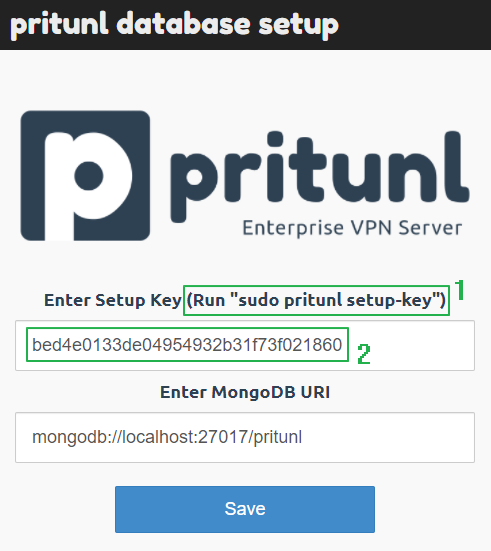 pritunl database setup
pritunl
Enterprise VPN Server
Enter Setup Key (Run "sudo pritunl setup-key")
1
bed4e0133de04954932b31f73f021860
2
Enter MongoDB URI
mongodb://localhost:27017/pritunl
Save